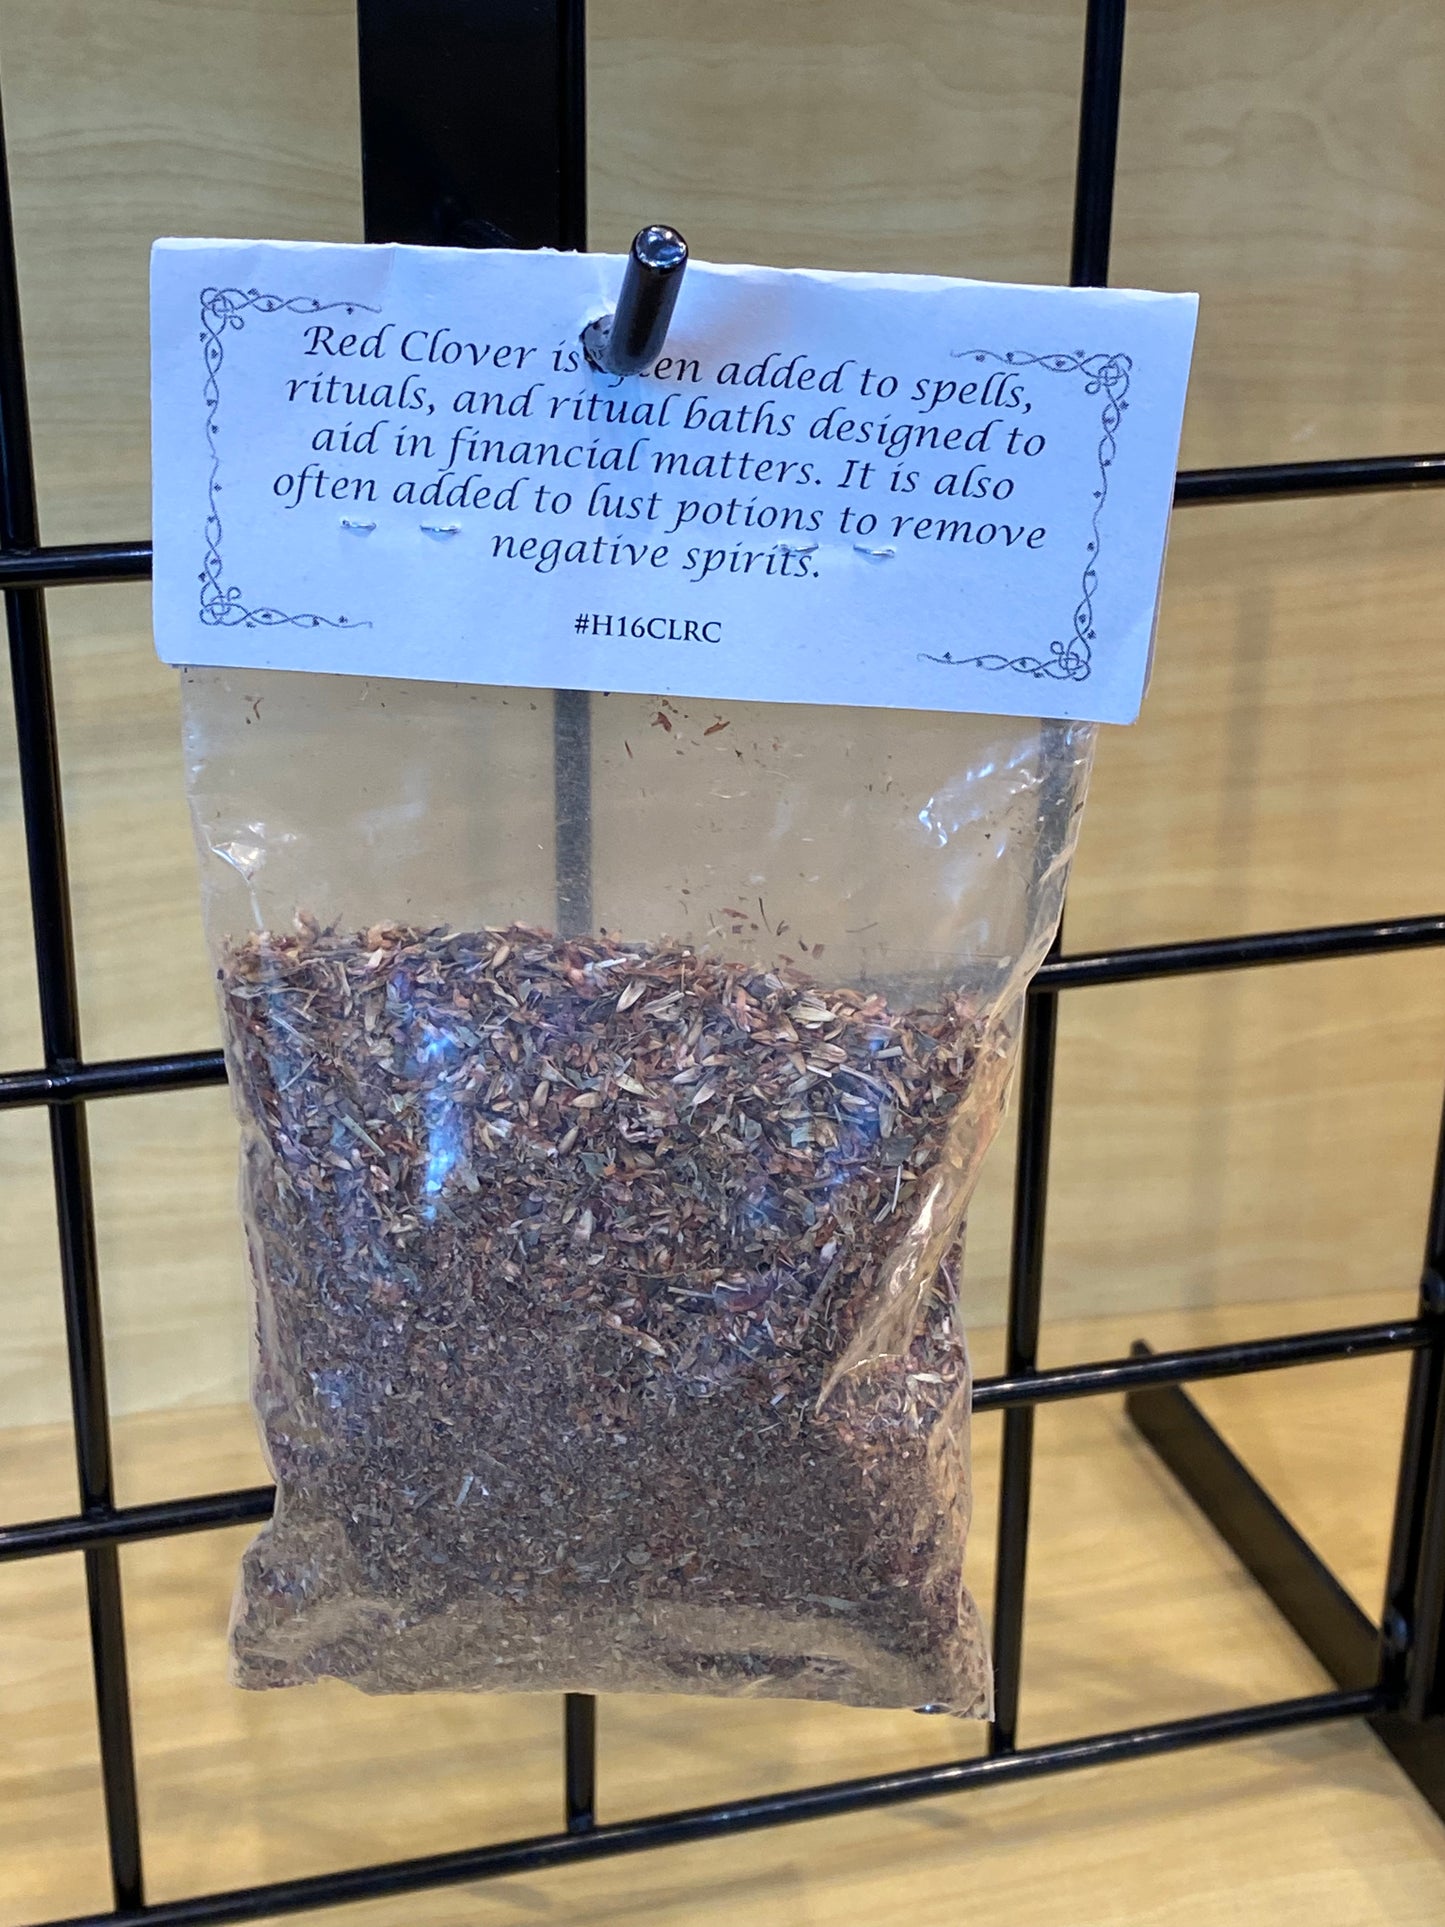 Red Clover is often added to spells,
rituals, and ritual baths designed to
aid in financial matters. It is also
often added to lust potions to remove
negative spirits.
#H16CLRC